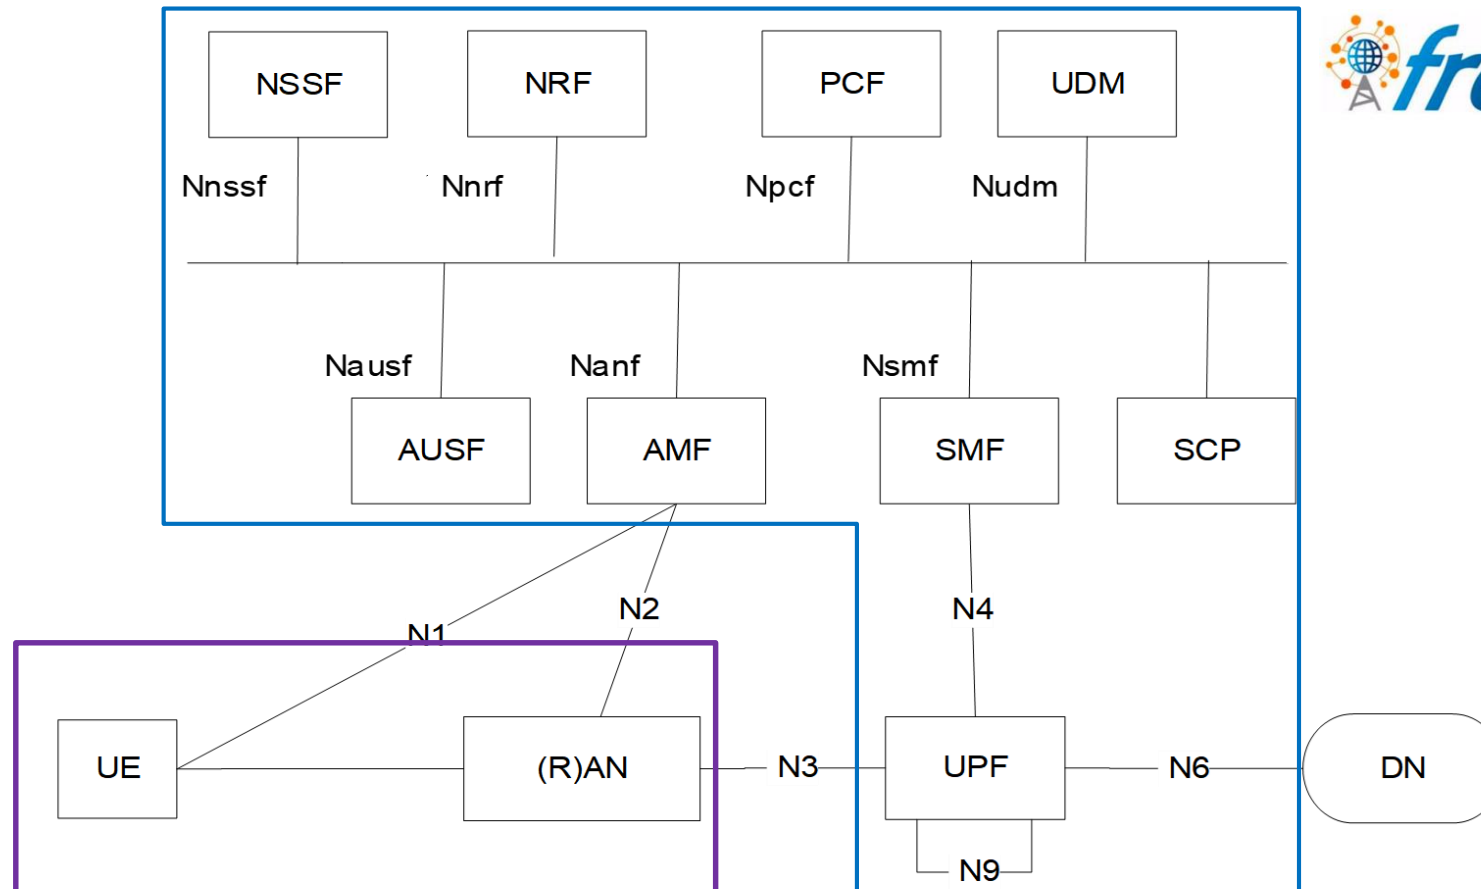 NSSF
NRF
PCF
UDM
Nnssf
Nnrf
Npcf
Nudm
Nausf
Nanf
Nsmf
AUSF
AMF
SMF
SCP
N1
N2
N4
UE
(R)AN
N3
UPF
N6
DN
N9